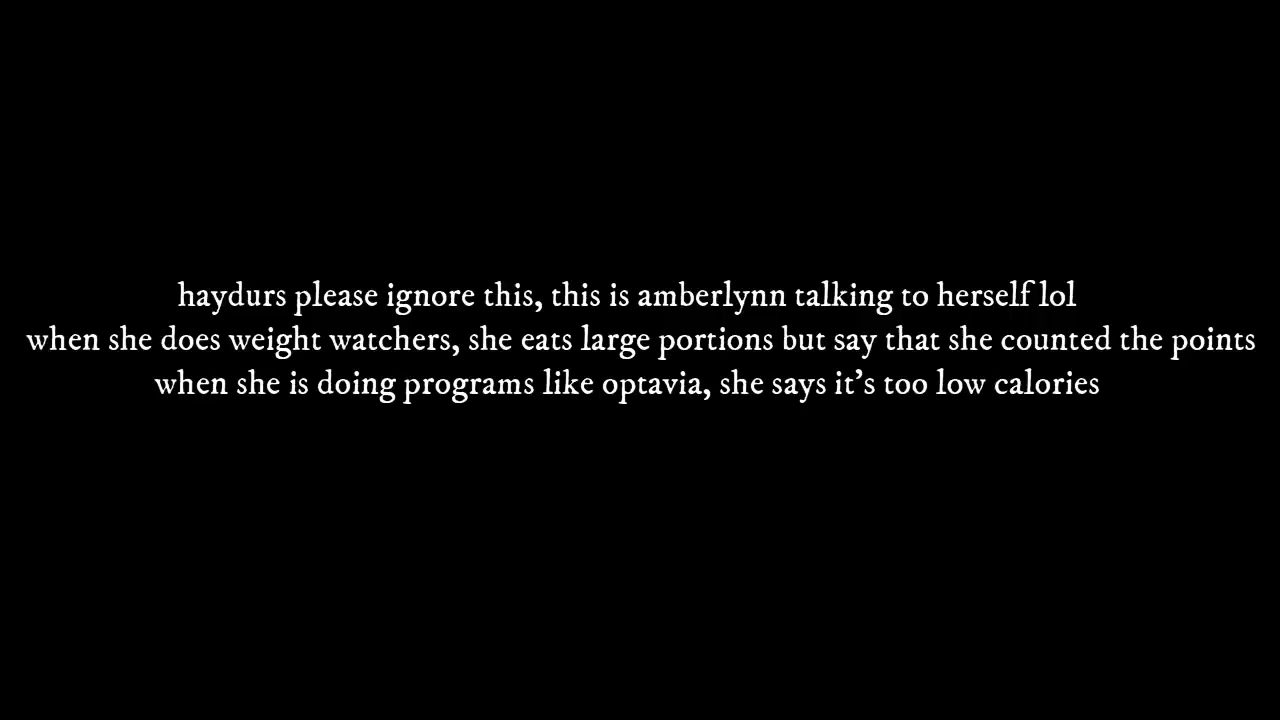 haydurs please ignore this, this is amberlynn talking to herself lol
when she does weight watchers, she eats large portions but say that she counted the points
when she is doing programs like optavia, she says it's too low calories